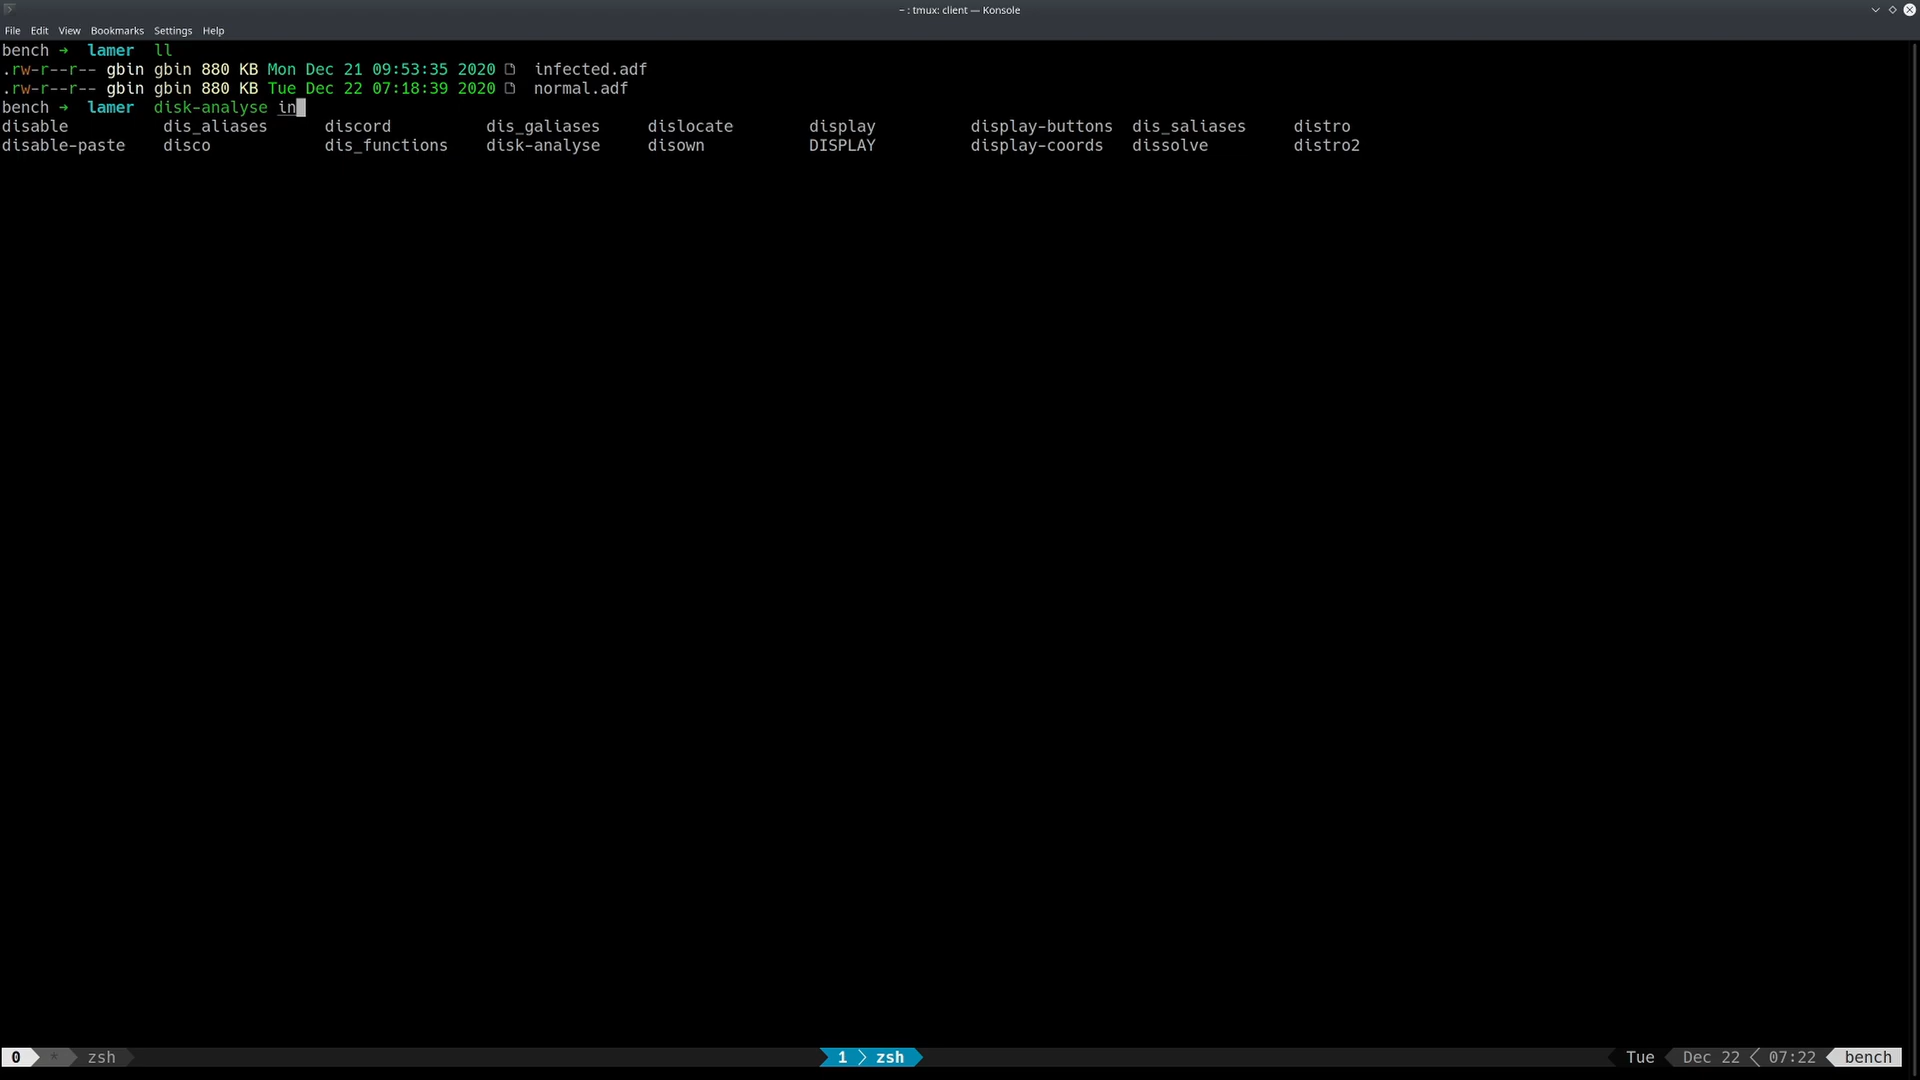 ~ : tmux: client — Konsole
File Edit View Bookmarks Settings Help
bench → lamer ll
.rw-r--r-- gbin gbin 880 KB Mon Dec 21 09:53:35 2020 infected.adf
.rw-r--r-- gbin gbin 880 KB Tue Dec 22 07:18:39 2020 normal.adf
bench → lamer disk-analyse in
disable dis_aliases discord dis_galiases dislocate display display-buttons dis_saliases distro
disable-paste disco dis_functions disk-analyse disown DISPLAY display-coords dissolve distro2
0 * zsh 1 zsh Tue Dec 22 07:22 bench